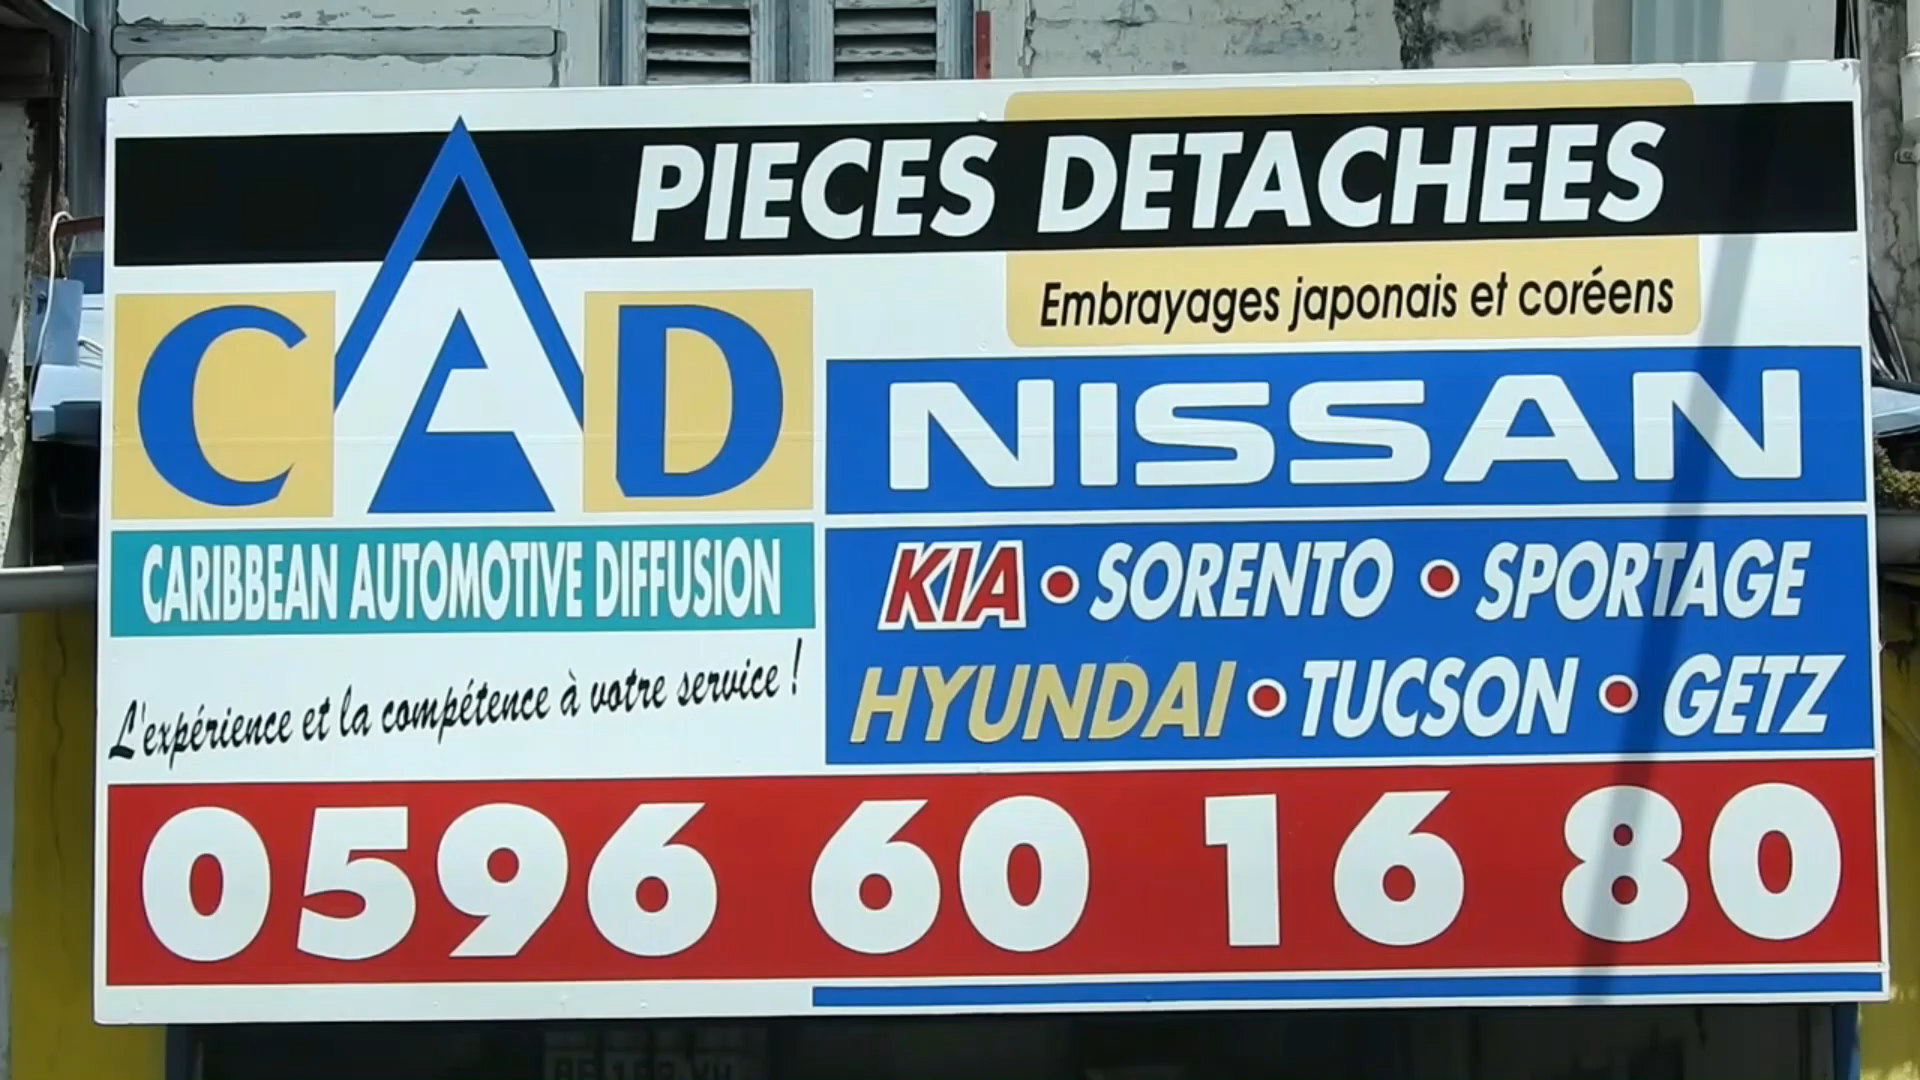 PIECES DETACHEES
Embrayages japonais et coréens
CAD
CARIBBEAN AUTOMOTIVE DIFFUSION
L'expérience et la compétence à votre service !
NISSAN
KIA • SORENTO • SPORTAGE
HYUNDAI • TUCSON • GETZ
0596 60 16 80